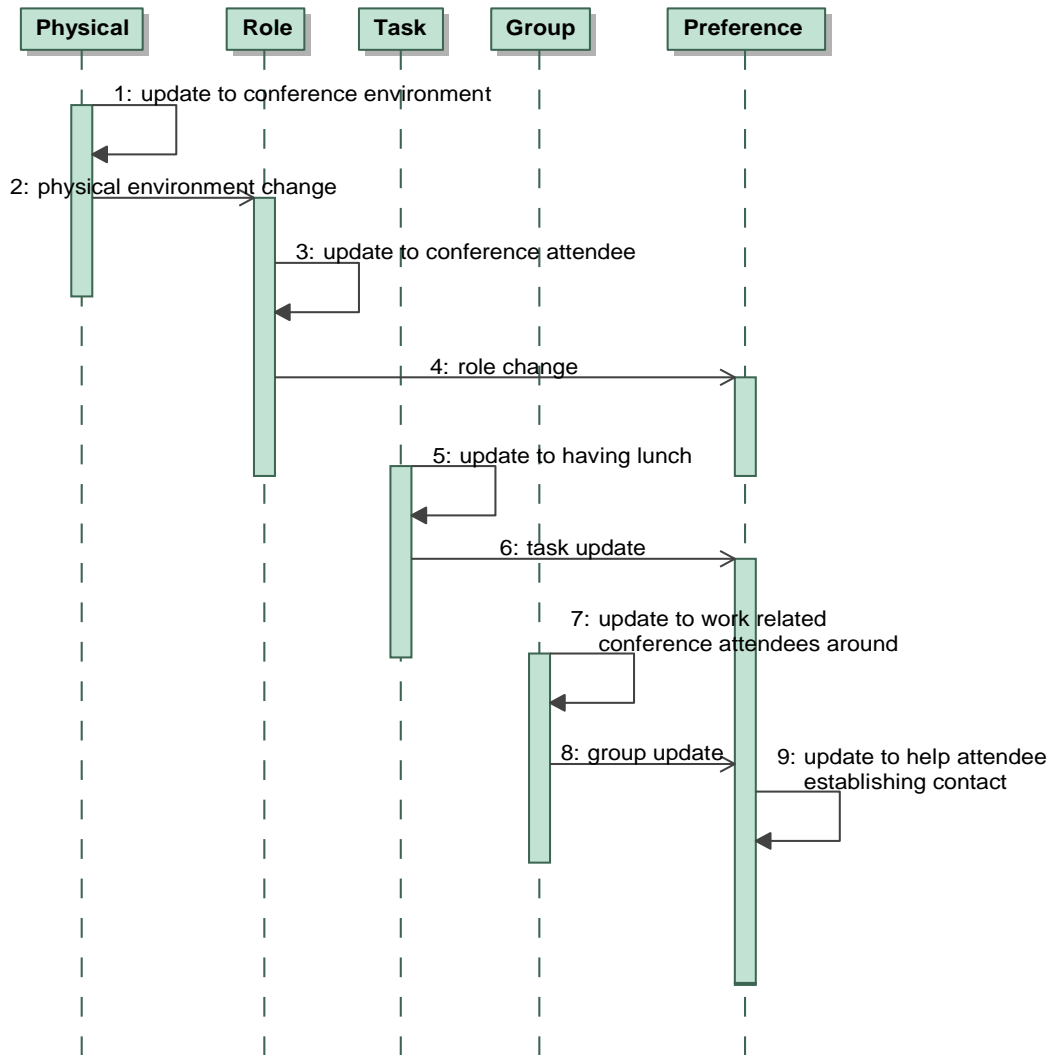 Physical
Role
Task
Group
Preference
1: update to conference environment
2: physical environment change
3: update to conference attendee
4: role change
5: update to having lunch
6: task update
7: update to work related
conference attendees around
8: group update
9: update to help attendee
establishing contact